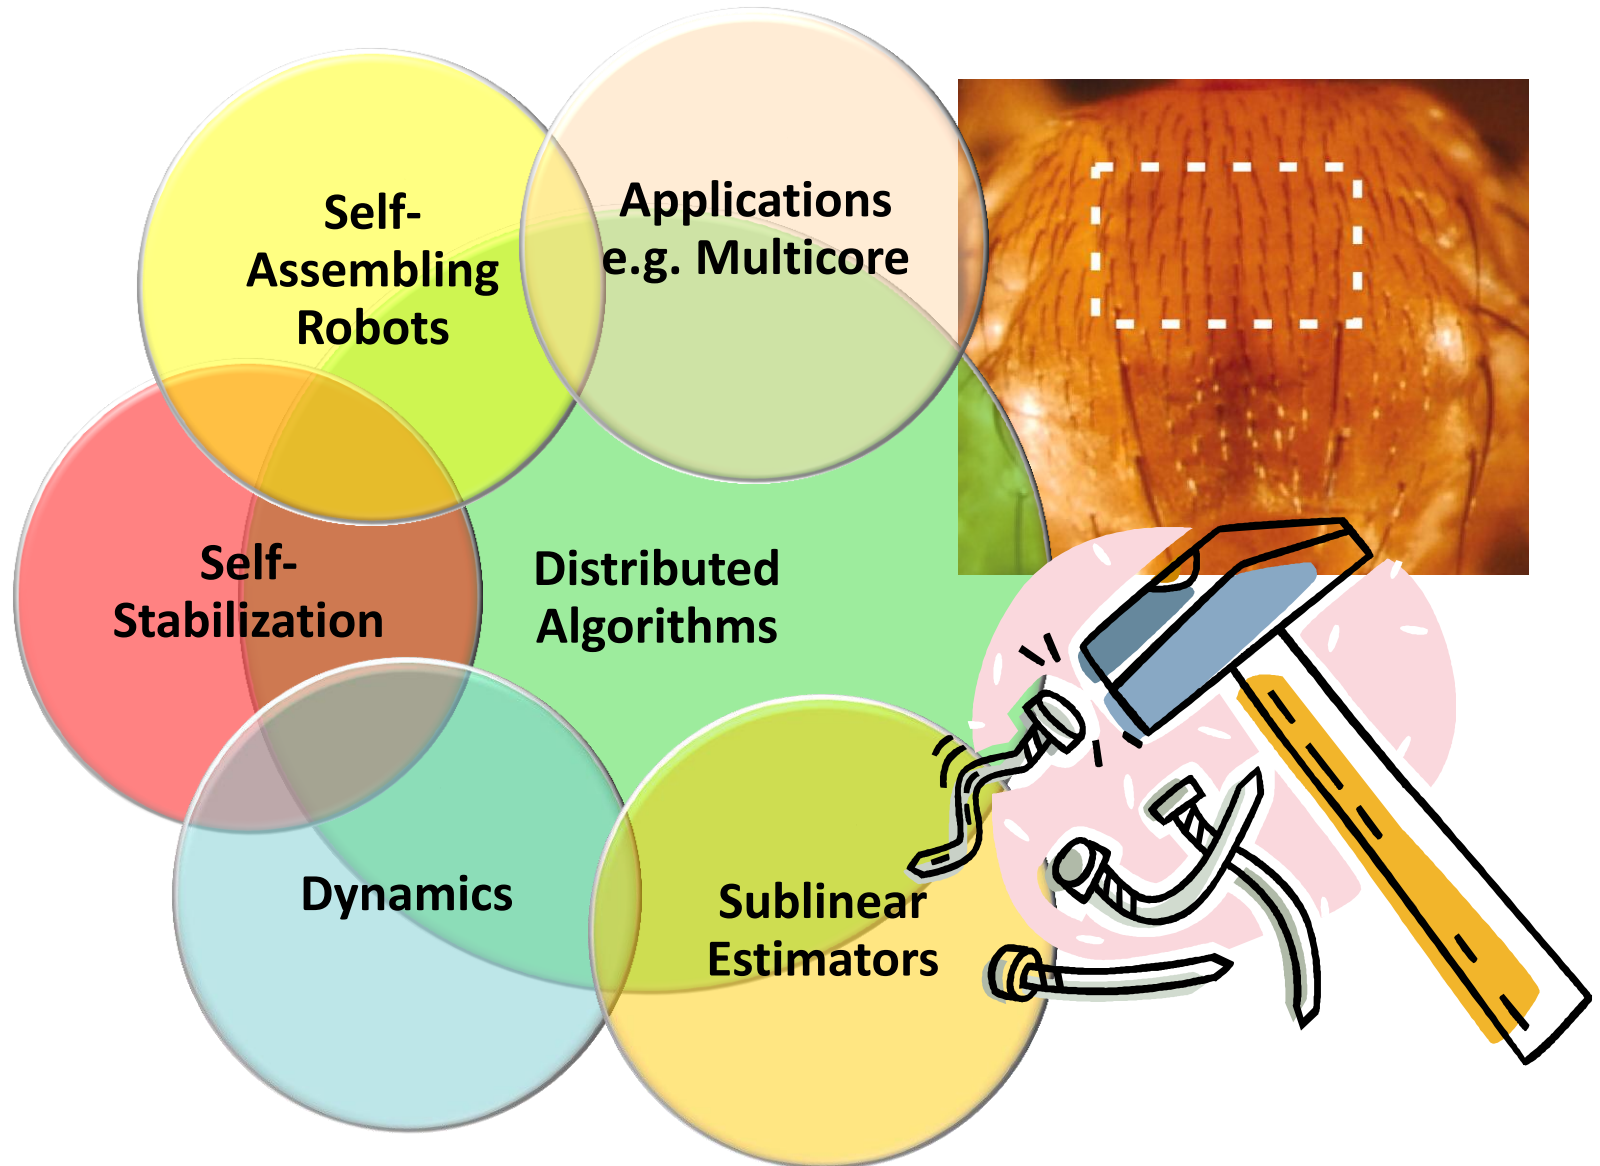 Self-
Assembling
Robots
Applications
e.g. Multicore
Self-
Stabilization
Distributed
Algorithms
Dynamics
Sublinear
Estimators